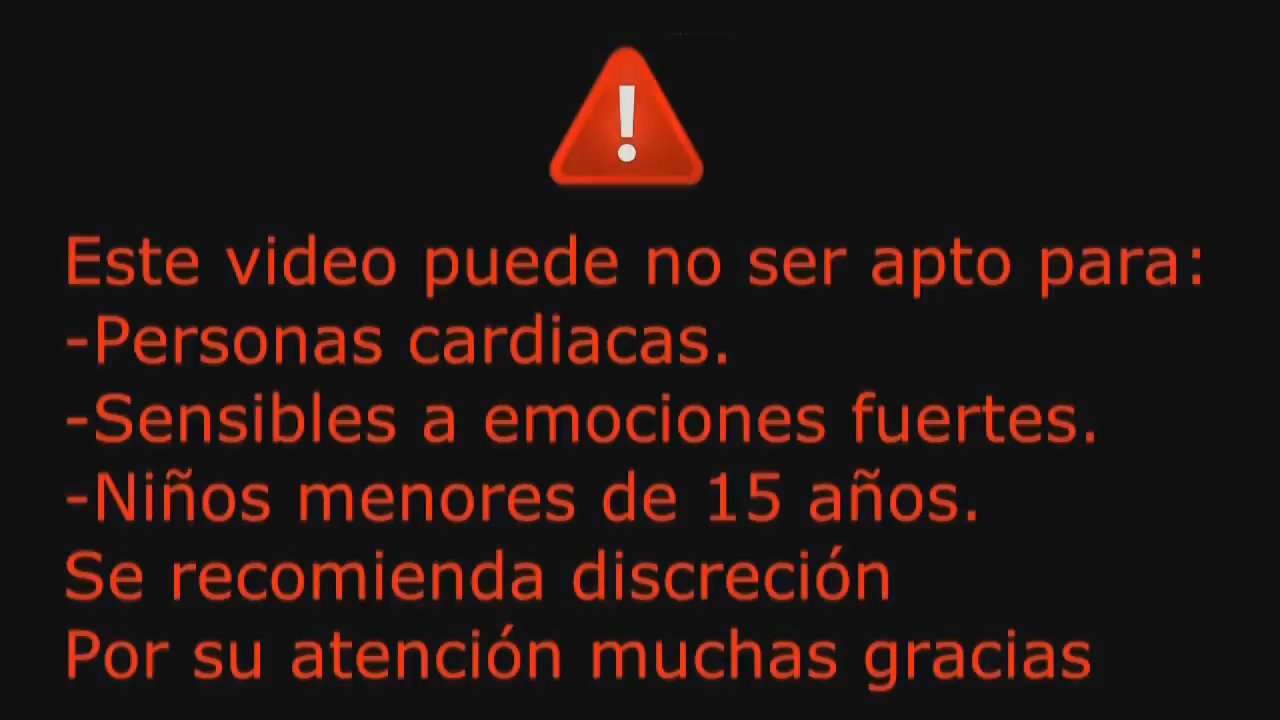 Este video puede no ser apto para:
-Personas cardiacas.
-Sensibles a emociones fuertes.
-Niños menores de 15 años.
Se recomienda discreción
Por su atención muchas gracias